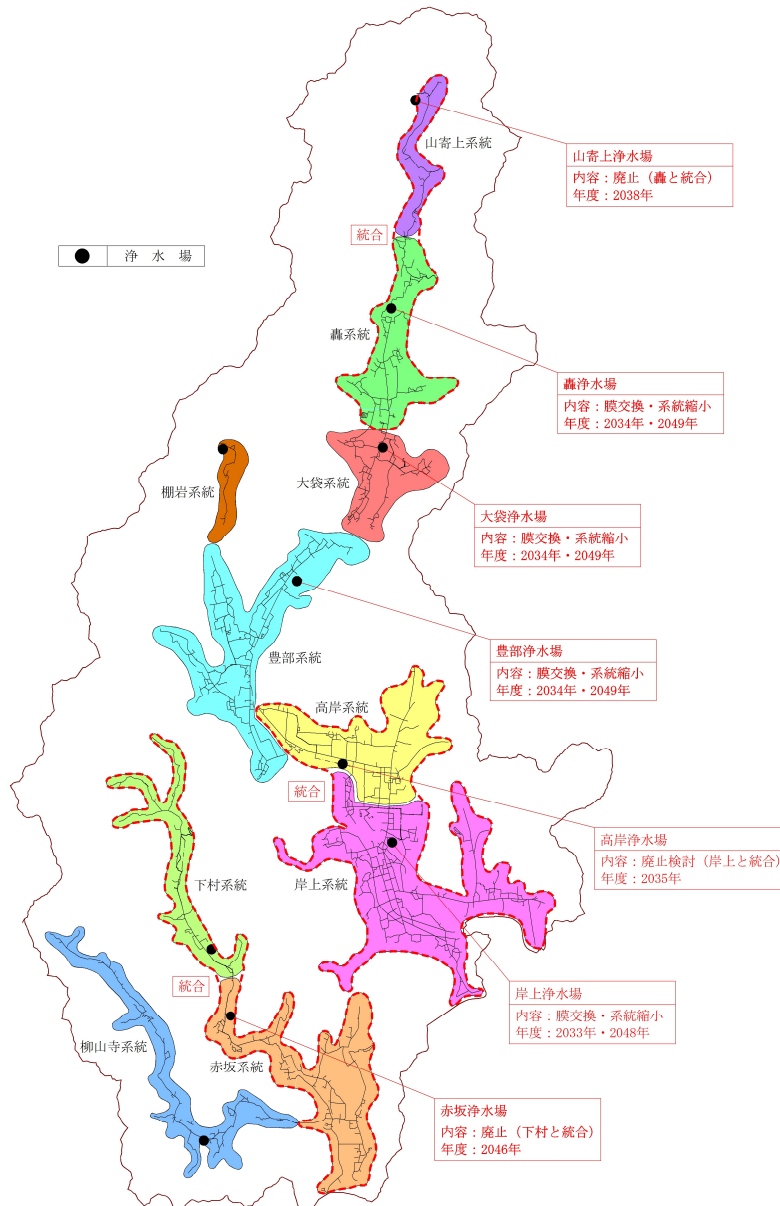 山寄上系統
山寄上浄水場
内容：廃止（轟と統合）
年度：2038年
統合
浄水場
轟系統
轟浄水場
内容：膜交換・系統縮小
年度：2034年・2049年
棚岩系統
大袋系統
大袋浄水場
内容：膜交換・系統縮小
年度：2034年・2049年
豊部系統
豊部浄水場
内容：膜交換・系統縮小
年度：2034年・2049年
高岸系統
統合
高岸浄水場
内容：廃止検討（岸上と統合）
年度：2035年
下村系統
岸上系統
統合
岸上浄水場
内容：膜交換・系統縮小
年度：2033年・2048年
柳山寺系統
赤坂系統
赤坂浄水場
内容：廃止（下村と統合）
年度：2046年